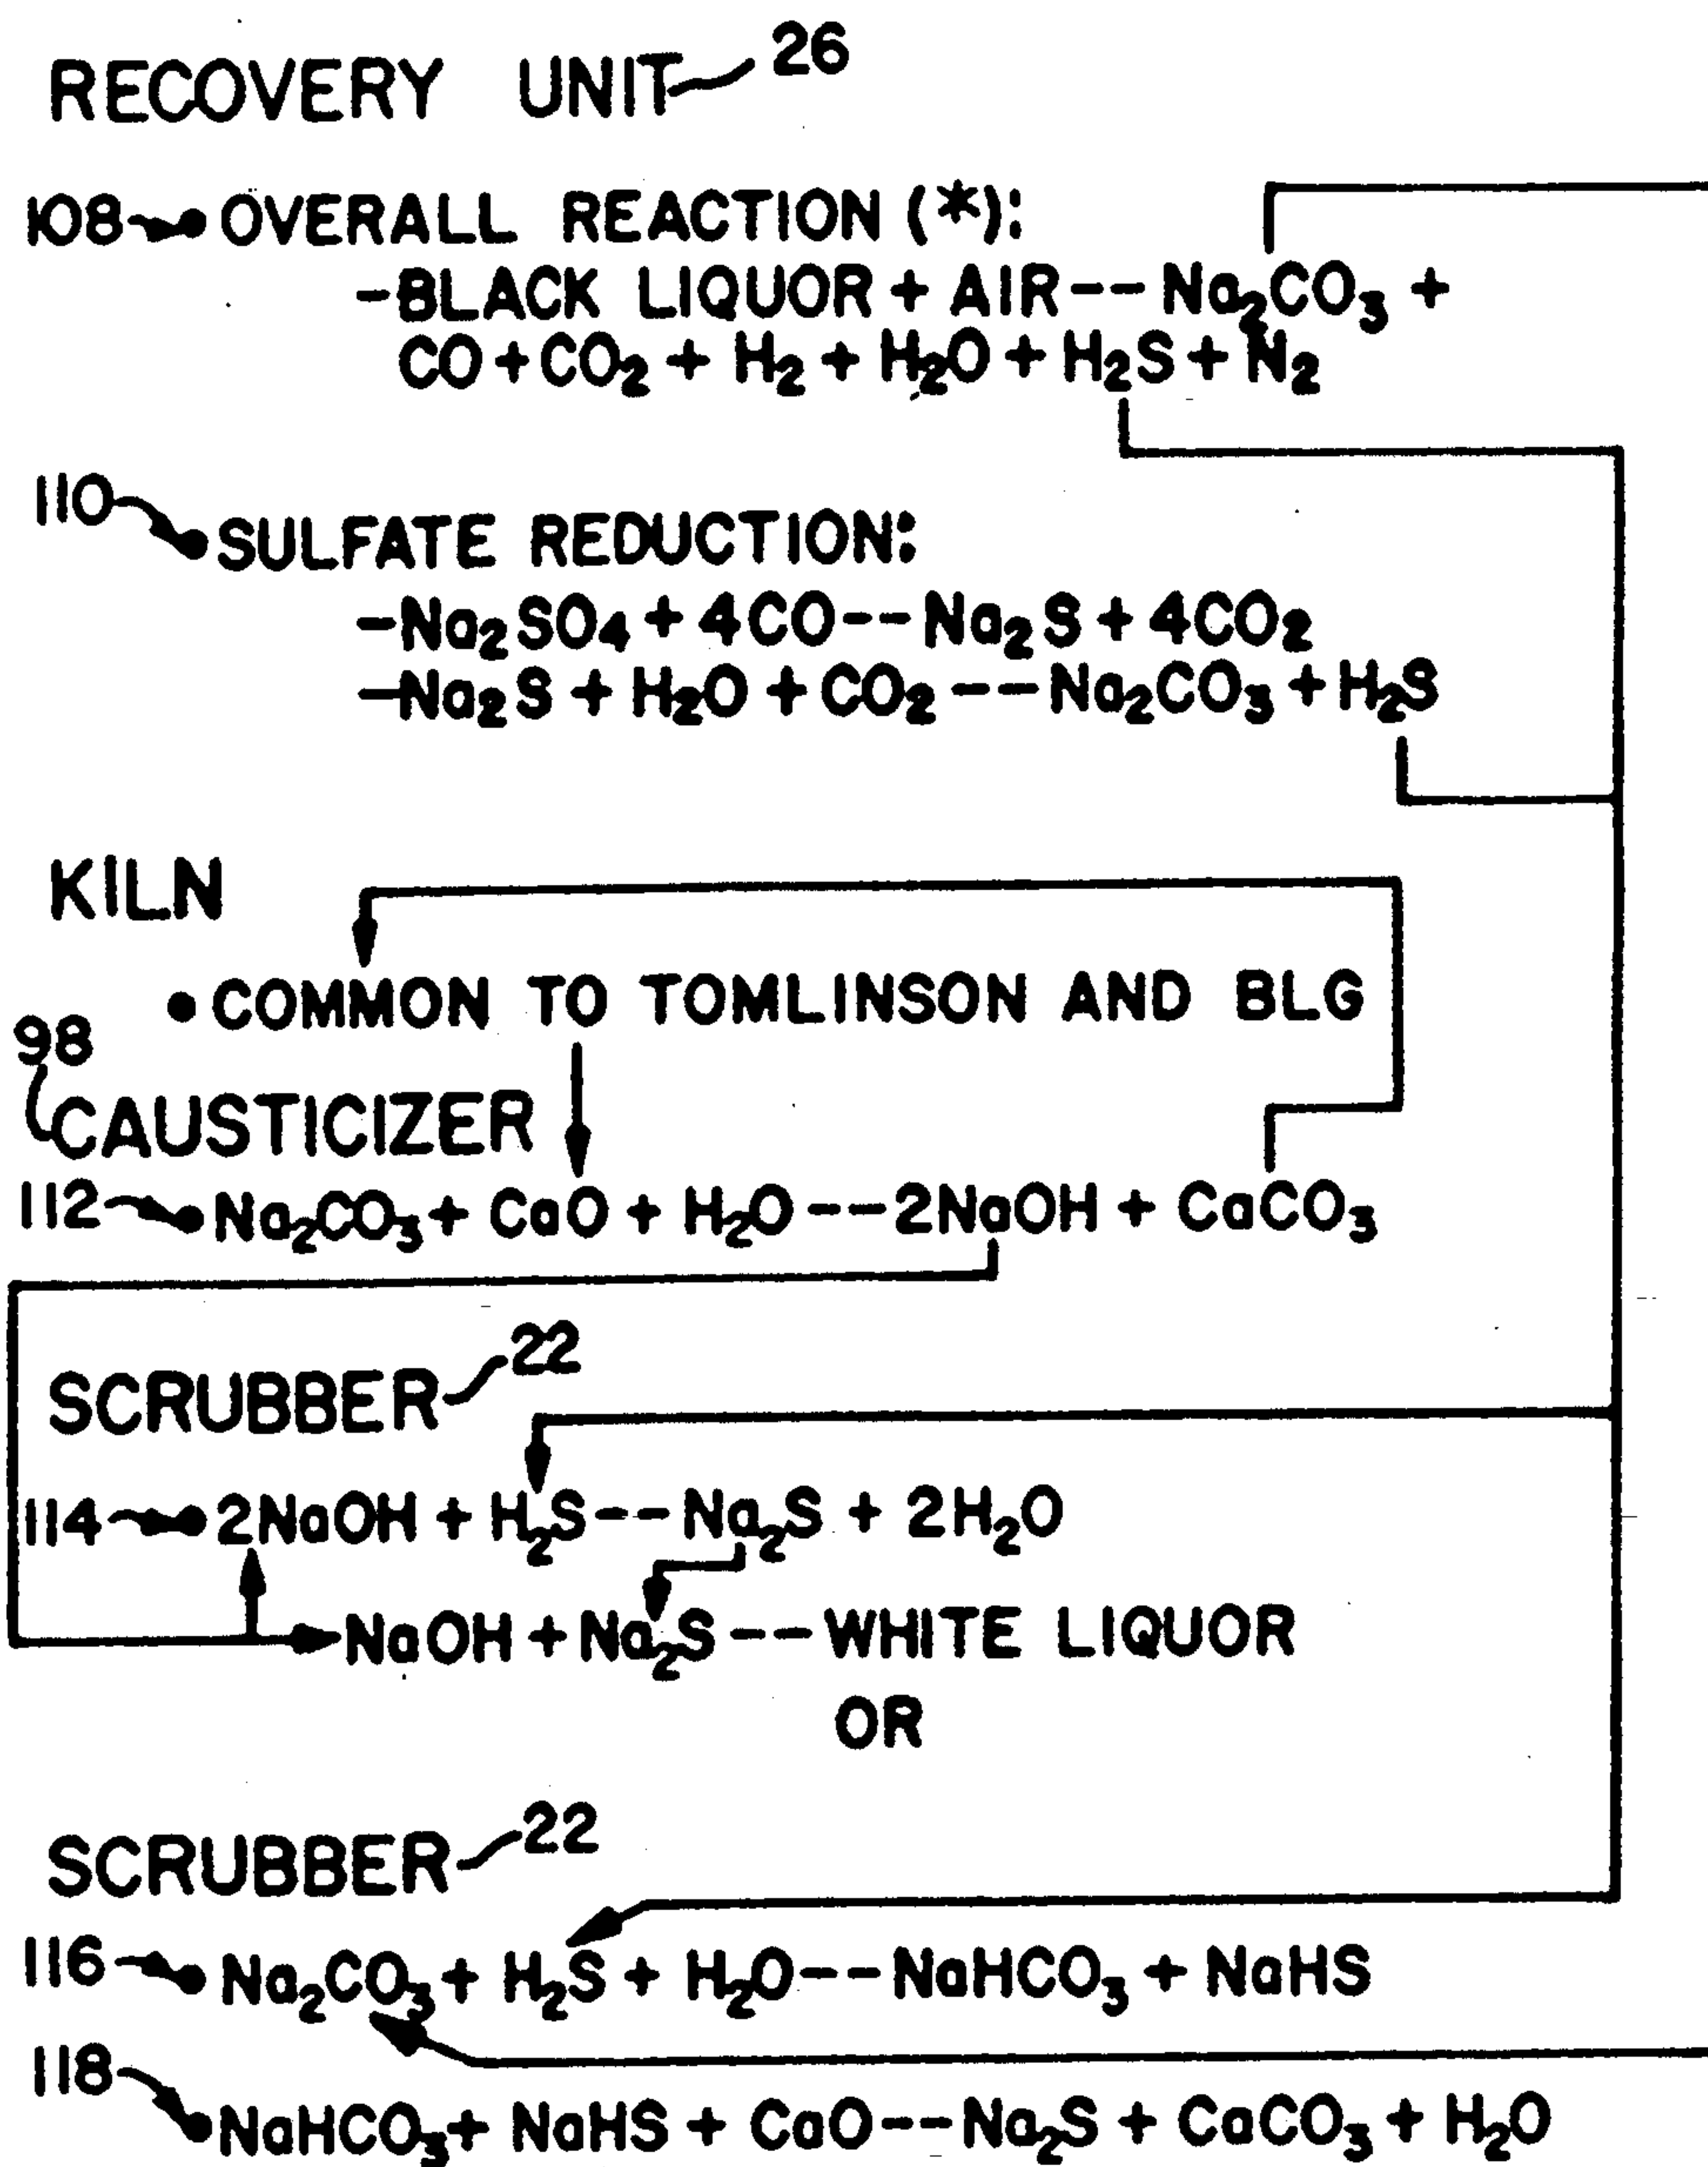 RECOVERY UNIT 26
108 OVERALL REACTION (*):
-BLACK LIQUOR + AIR-- Na₂CO₃ +
CO + CO₂ + H₂ + H₂O + H₂S + N₂
110 SULFATE REDUCTION:
-Na₂SO₄ + 4CO--Na₂S + 4CO₂
-Na₂S + H₂O + CO₂--Na₂CO₃ + H₂S
KILN
• COMMON TO TOMLINSON AND BLG
98
CAUSTICIZER
112 Na₂CO₃ + CaO + H₂O--2NaOH + CaCO₃
SCRUBBER 22
114 2NaOH + H₂S--Na₂S + 2H₂O
NaOH + Na₂S--WHITE LIQUOR
OR
SCRUBBER 22
116 Na₂CO₃ + H₂S + H₂O--NaHCO₃ + NaHS
118 NaHCO₃ + NaHS + CaO--Na₂S + CaCO₃ + H₂O